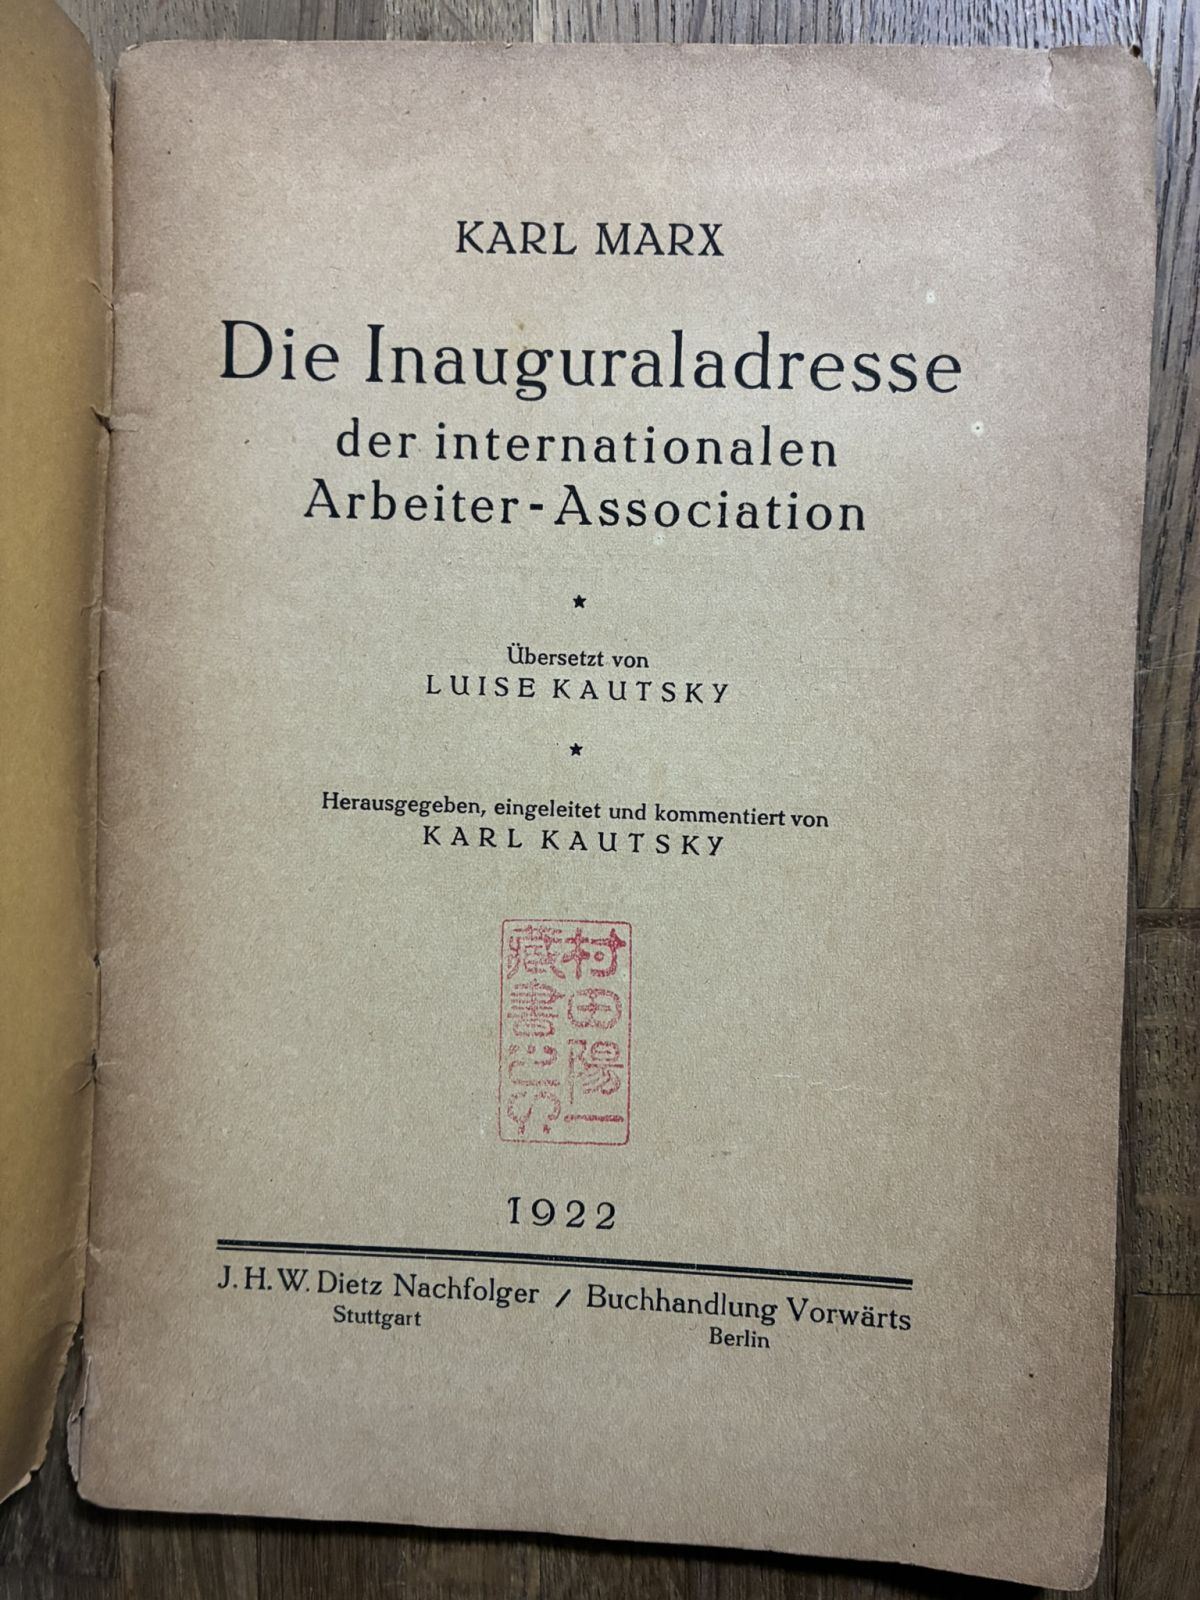 KARL MARX
Die Inauguraladresse
der internationalen
Arbeiter-Association
Übersetzt von
LUISE KAUTSKY
Herausgegeben, eingeleitet und kommentiert von
KARL KAUTSKY
村田陽一
藏書印
1922
J. H. W. Dietz Nachfolger / Buchhandlung Vorwärts
Stuttgart Berlin